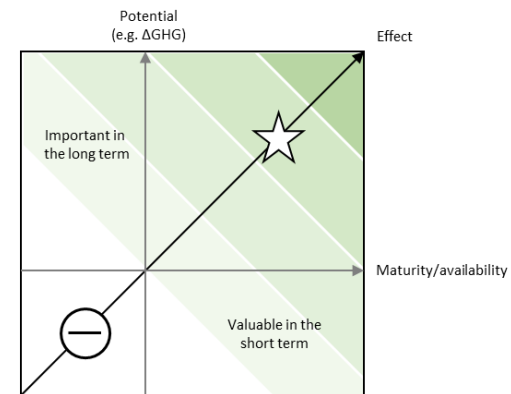 Potential
(e.g. ΔGHG)
Effect
Important in
the long term
Maturity/availability
Valuable in the
short term